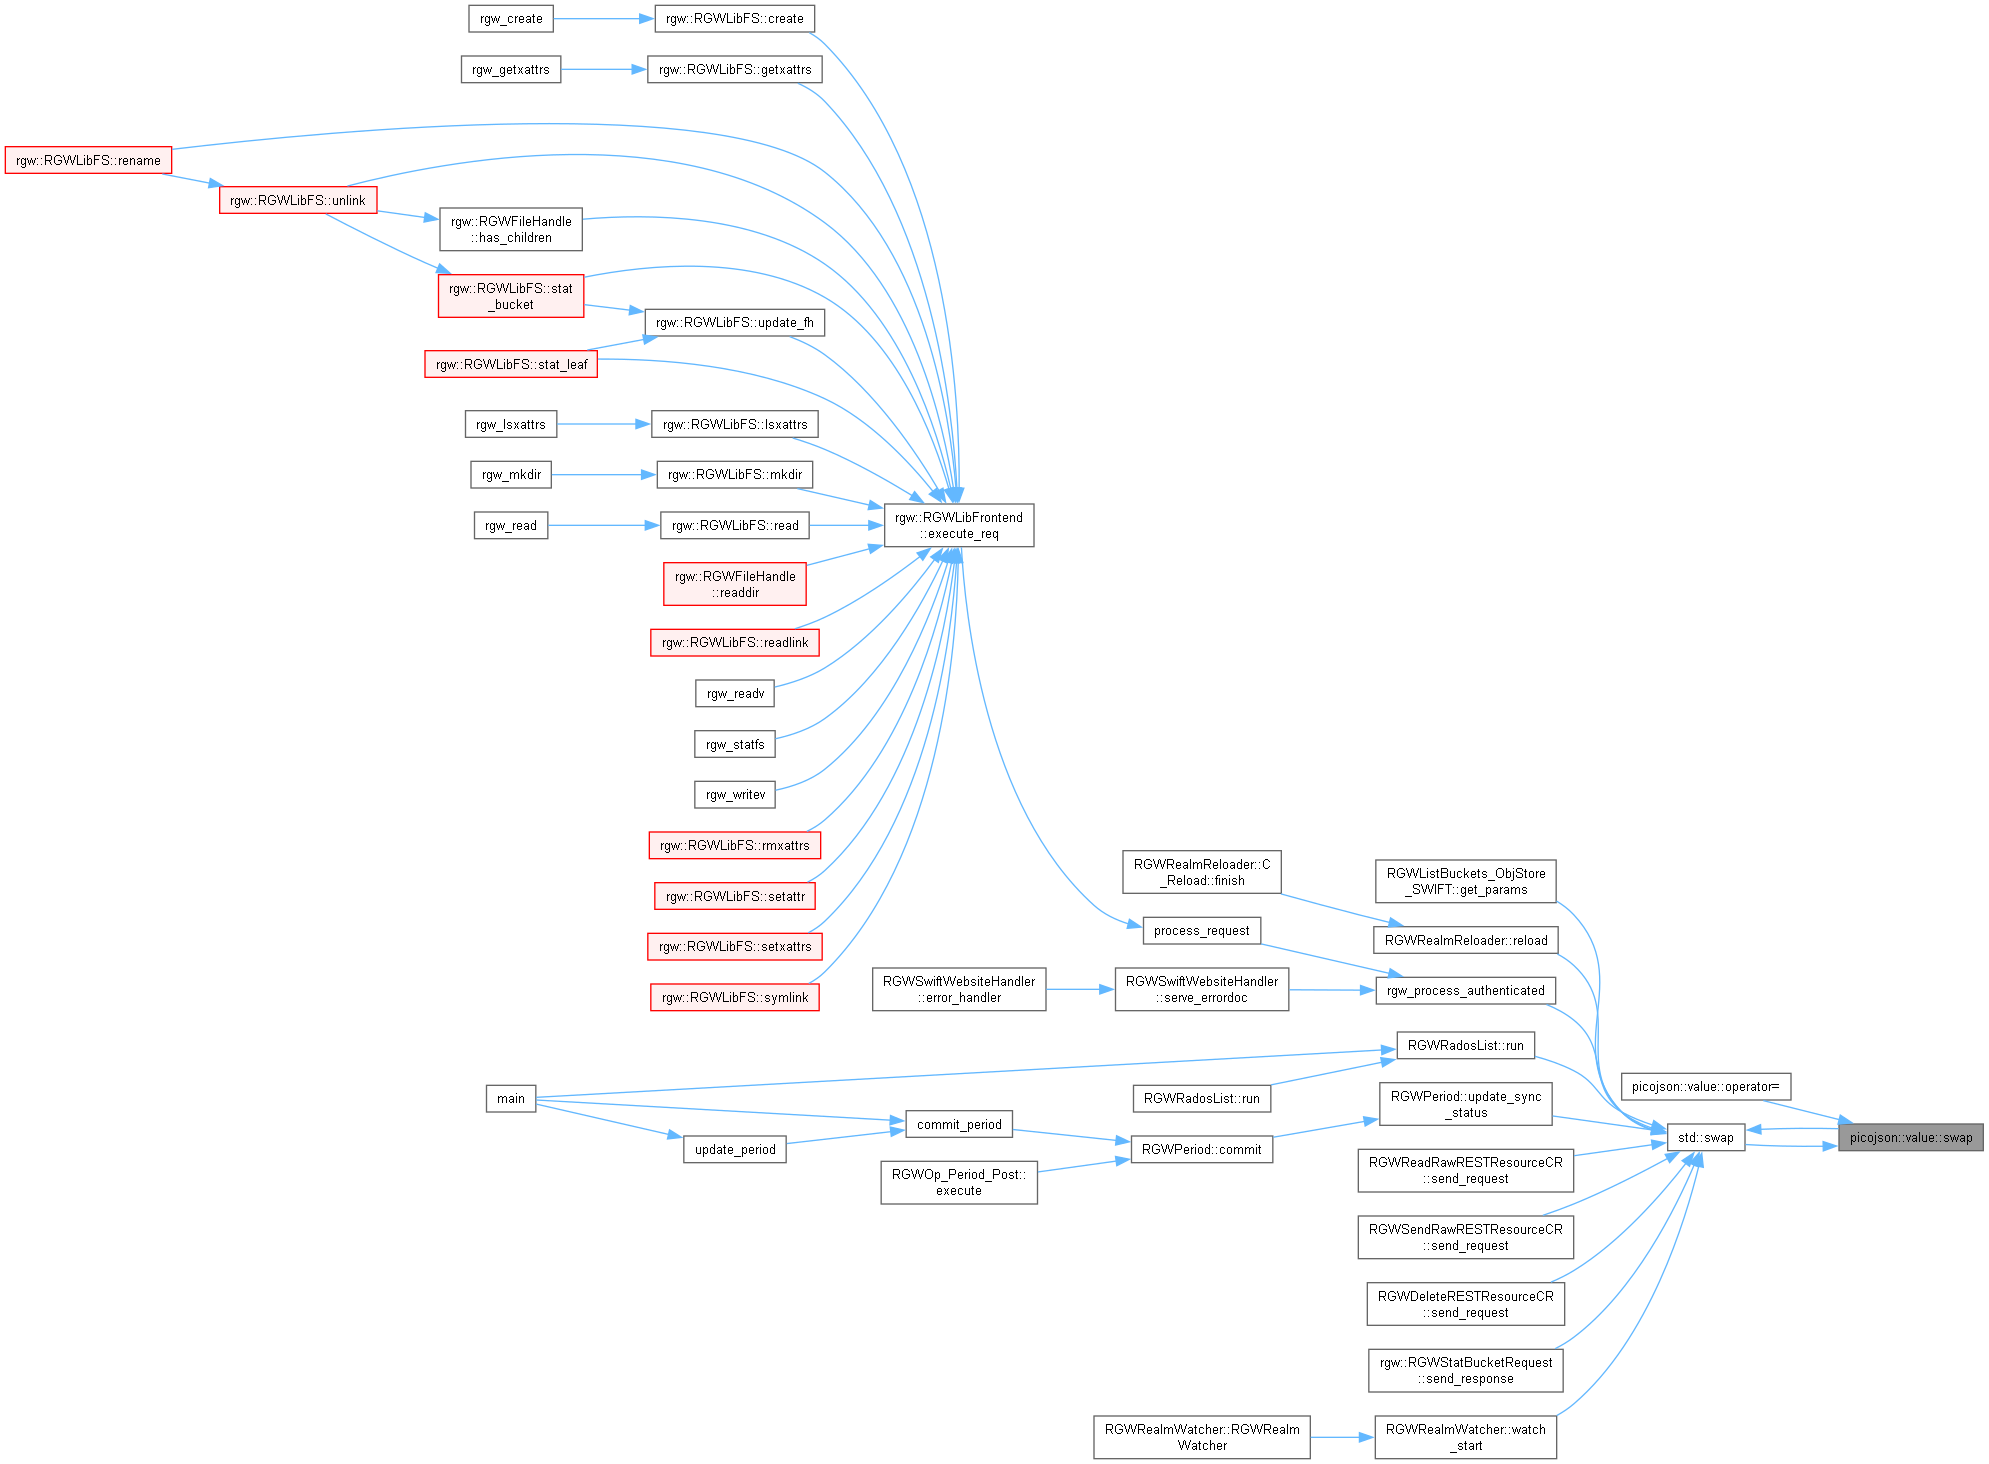 rgw_create
rgw::RGWLibFS::create
rgw_getxattrs
rgw::RGWLibFS::getxattrs
rgw::RGWLibFS::rename
rgw::RGWLibFS::unlink
rgw::RGWFileHandle
::has_children
rgw::RGWLibFS::stat
_bucket
rgw::RGWLibFS::update_fh
rgw::RGWLibFS::stat_leaf
rgw_lsxattrs
rgw::RGWLibFS::lsxattrs
rgw_mkdir
rgw::RGWLibFS::mkdir
rgw_read
rgw::RGWLibFS::read
rgw::RGWLibFrontend
::execute_req
rgw::RGWFileHandle
::readdir
rgw::RGWLibFS::readlink
rgw_readv
rgw_statfs
rgw_writev
rgw::RGWLibFS::rmxattrs
rgw::RGWLibFS::setattr
rgw::RGWLibFS::setxattrs
rgw::RGWLibFS::symlink
RGWRealmReloader::C
_Reload::finish
RGWListBuckets_ObjStore
_SWIFT::get_params
process_request
RGWRealmReloader::reload
RGWSwiftWebsiteHandler
::error_handler
RGWSwiftWebsiteHandler
::serve_errordoc
rgw_process_authenticated
RGWRadosList::run
main
RGWRadosList::run
RGWPeriod::update_sync
_status
picojson::value::operator=
commit_period
update_period
RGWPeriod::commit
std::swap
picojson::value::swap
RGWOp_Period_Post::
execute
RGWReadRawRESTResourceCR
::send_request
RGWSendRawRESTResourceCR
::send_request
RGWDeleteRESTResourceCR
::send_request
rgw::RGWStatBucketRequest
::send_response
RGWRealmWatcher::RGWRealm
Watcher
RGWRealmWatcher::watch
_start